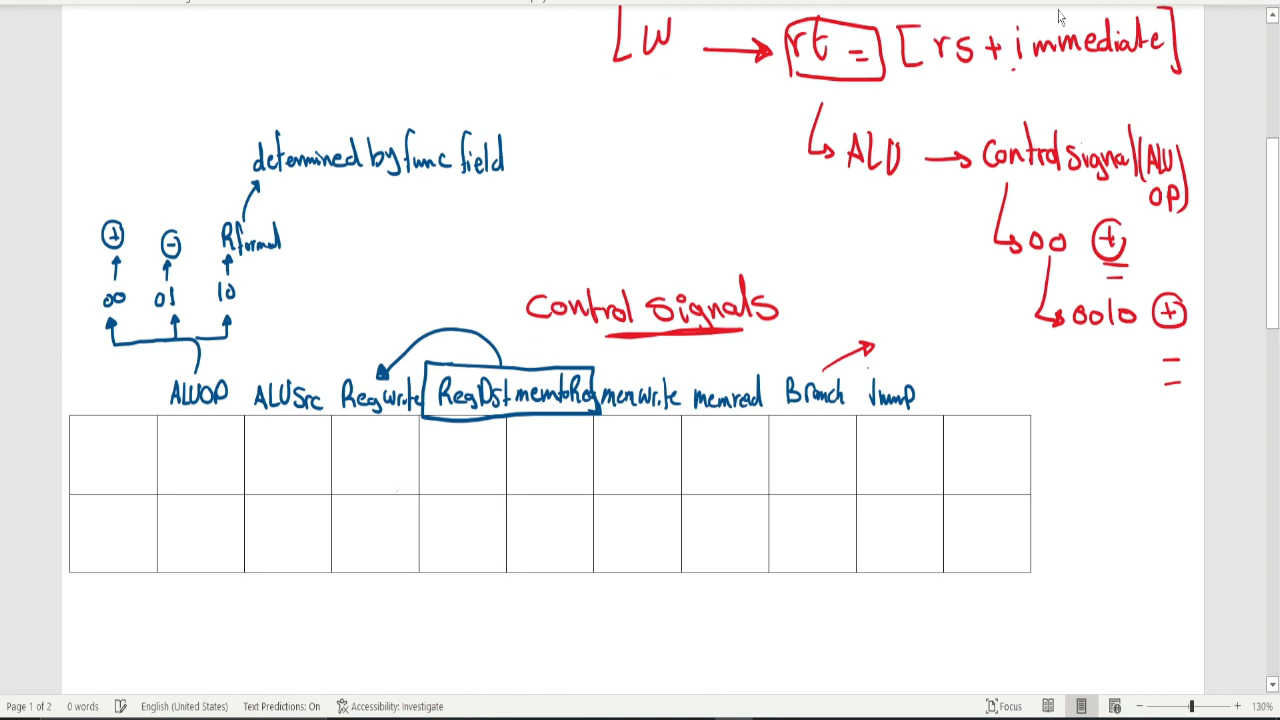 Lw → rt = [rs + immediate]
ALU → Control signal (ALU OP)
00 +
0010 +
determined by func field
+ - R format
00 01 10
Control signals
ALUOP ALUSrc RegWrite RegDst memtoReg memWrite memread Branch Jump
Page 1 of 2 0 words English (United States) Text Predictions: On Accessibility: Investigate Focus 130%